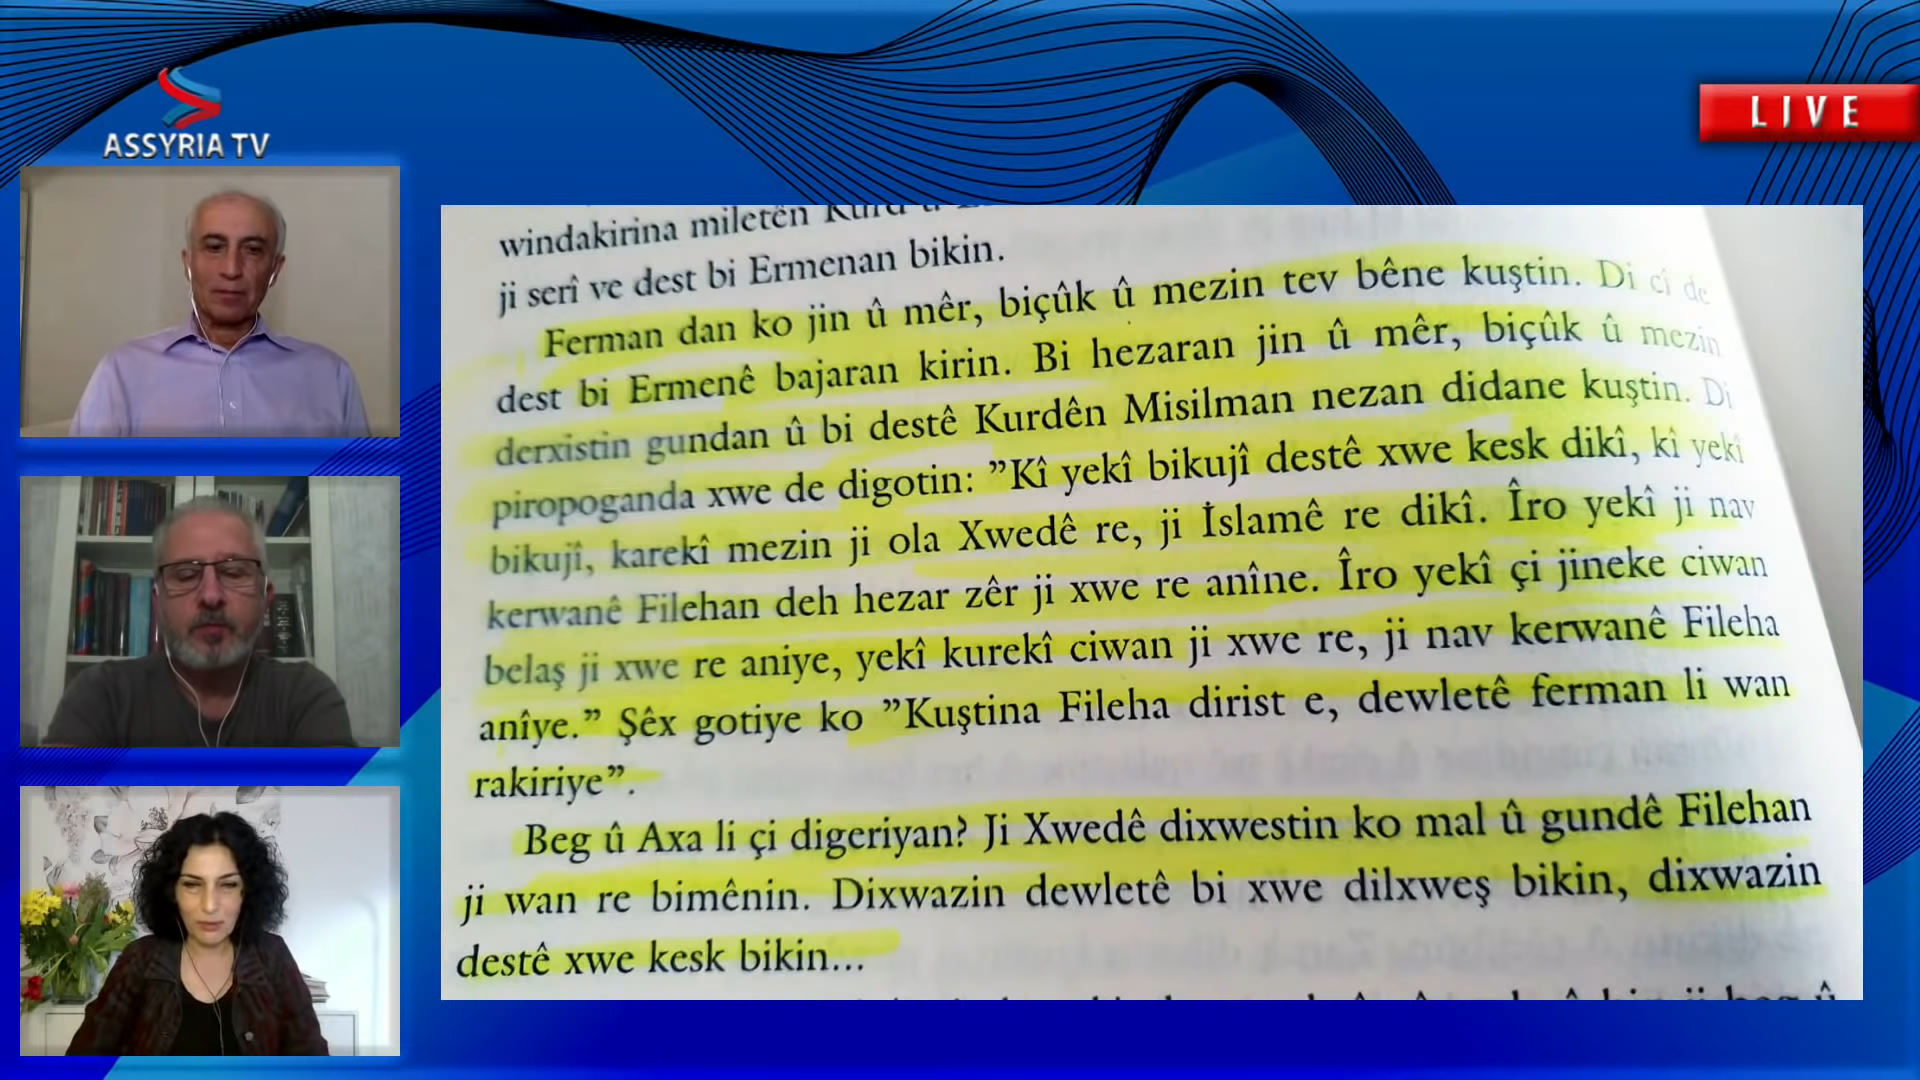 ASSYRIA TV
LIVE
windakirina miletên Kurd û
ji serî ve dest bi Ermenan bikin.
Ferman dan ko jin û mêr, biçûk û mezin tev bêne kuştin. Di cî de
dest bi Ermenê bajaran kirin. Bi hezaran jin û mêr, biçûk û mezin
derxistin gundan û bi destê Kurdên Misilman nezan didane kuştin. Di
piropoganda xwe de digotin: ”Kî yekî bikujî destê xwe kesk dikî, kî yekî
bikujî, karekî mezin ji ola Xwedê re, ji İslamê re dikî. Îro yekî ji nav
kerwanê Filehan deh hezar zêr ji xwe re anîne. Îro yekî çi jineke ciwan
belaş ji xwe re aniye, yekî kurekî ciwan ji xwe re, ji nav kerwanê Fileha
anîye.” Şêx gotiye ko ”Kuştina Fileha dirist e, dewletê ferman li wan
rakiriye”.
Beg û Axa li çi digeriyan? Ji Xwedê dixwestin ko mal û gundê Filehan
ji wan re bimênin. Dixwazin dewletê bi xwe dilxweş bikin, dixwazin
destê xwe kesk bikin...